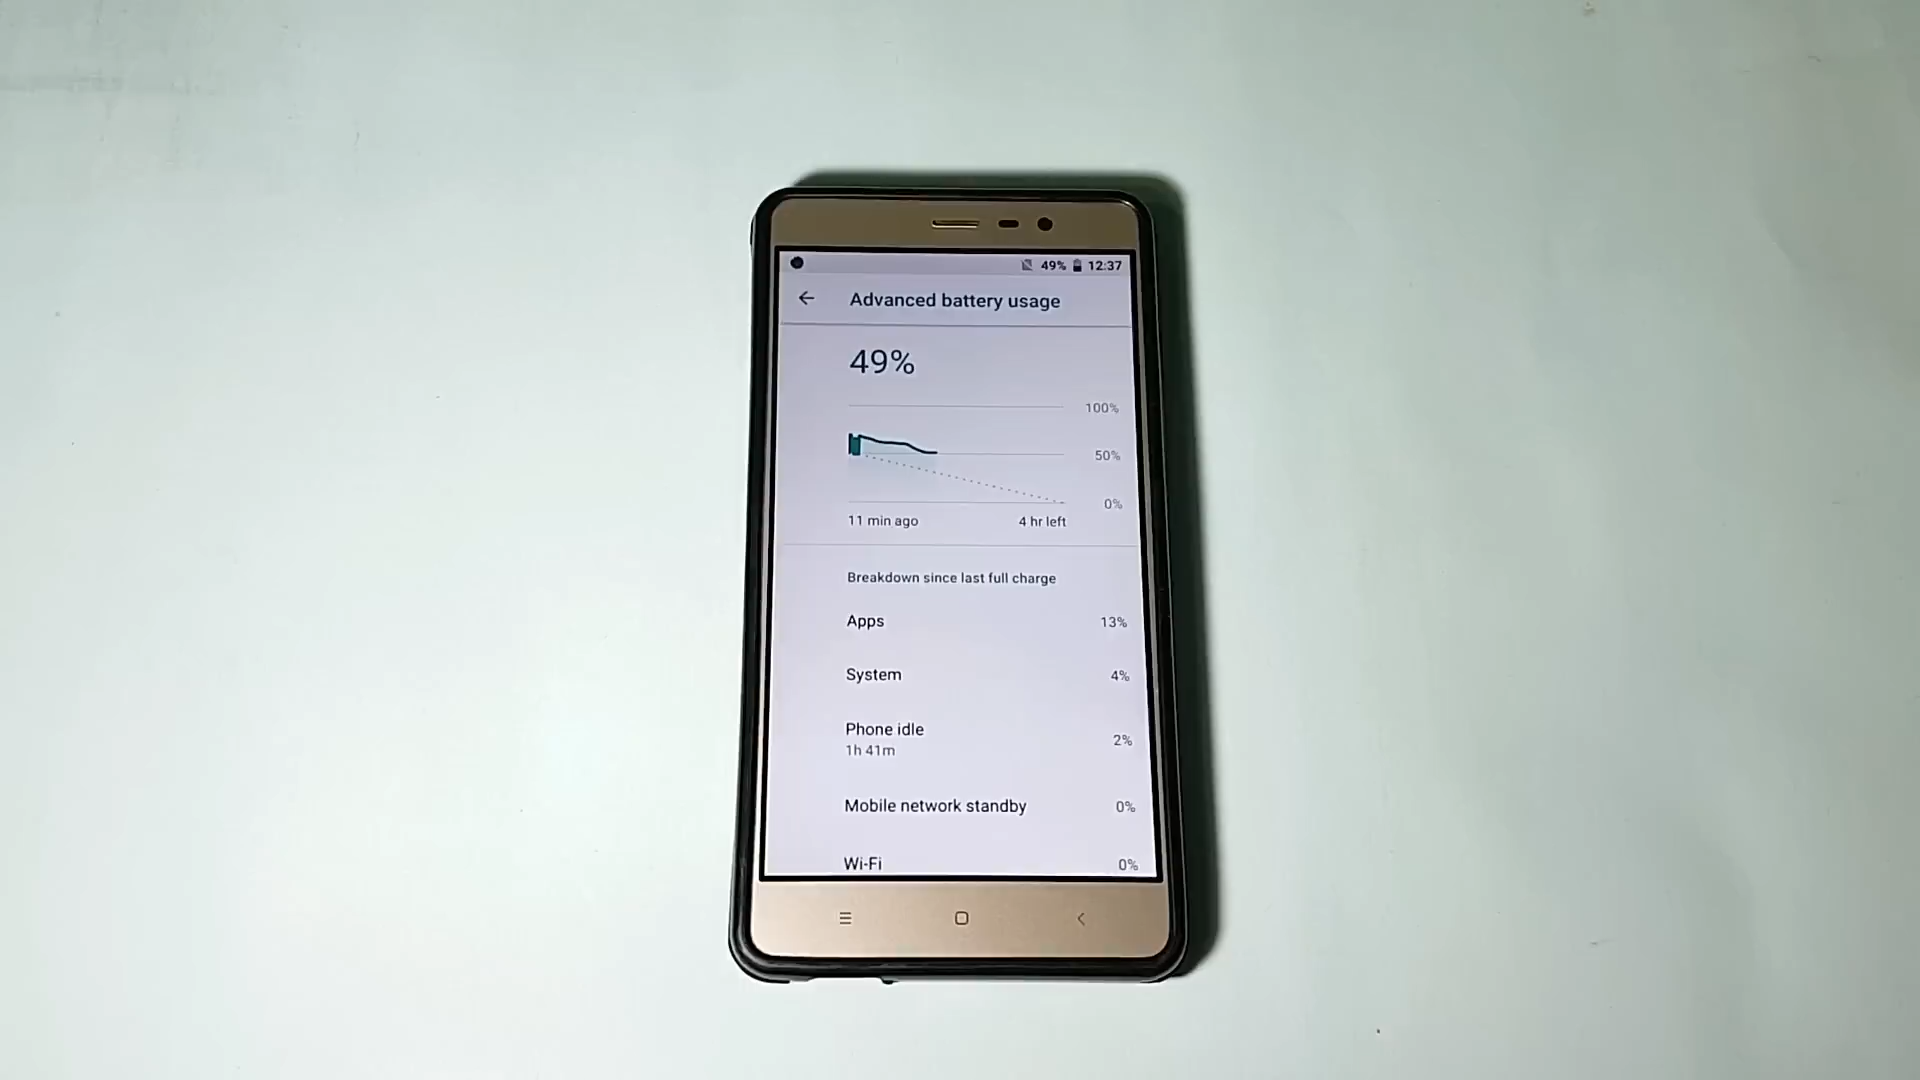 49% 12:37
Advanced battery usage
49%
100%
50%
0%
11 min ago 4 hr left
Breakdown since last full charge
Apps 13%
System 4%
Phone idle 2%
1h 41m
Mobile network standby 0%
Wi-Fi 0%